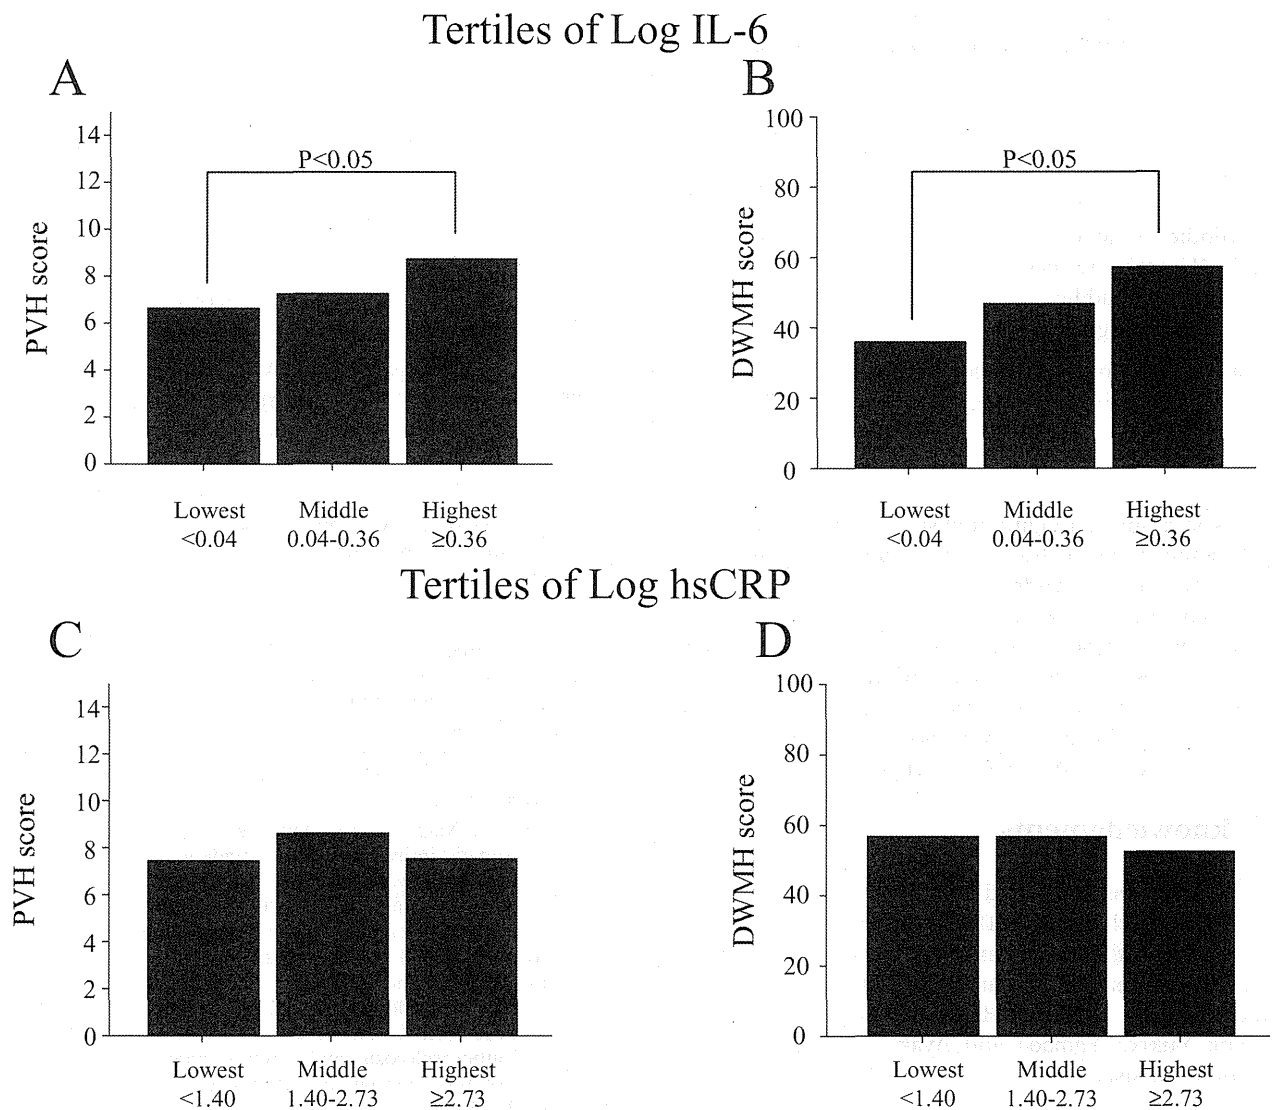 Tertiles of Log IL-6
A
PVH score
14
12
10
8
6
4
2
0
P<0.05
Lowest Middle Highest
<0.04 0.04-0.36 ≥0.36
B
DWMH score
100
80
60
40
20
0
P<0.05
Lowest Middle Highest
<0.04 0.04-0.36 ≥0.36
Tertiles of Log hsCRP
C
PVH score
14
12
10
8
6
4
2
0
Lowest Middle Highest
<1.40 1.40-2.73 ≥2.73
D
DWMH score
100
80
60
40
20
0
Lowest Middle Highest
<1.40 1.40-2.73 ≥2.73